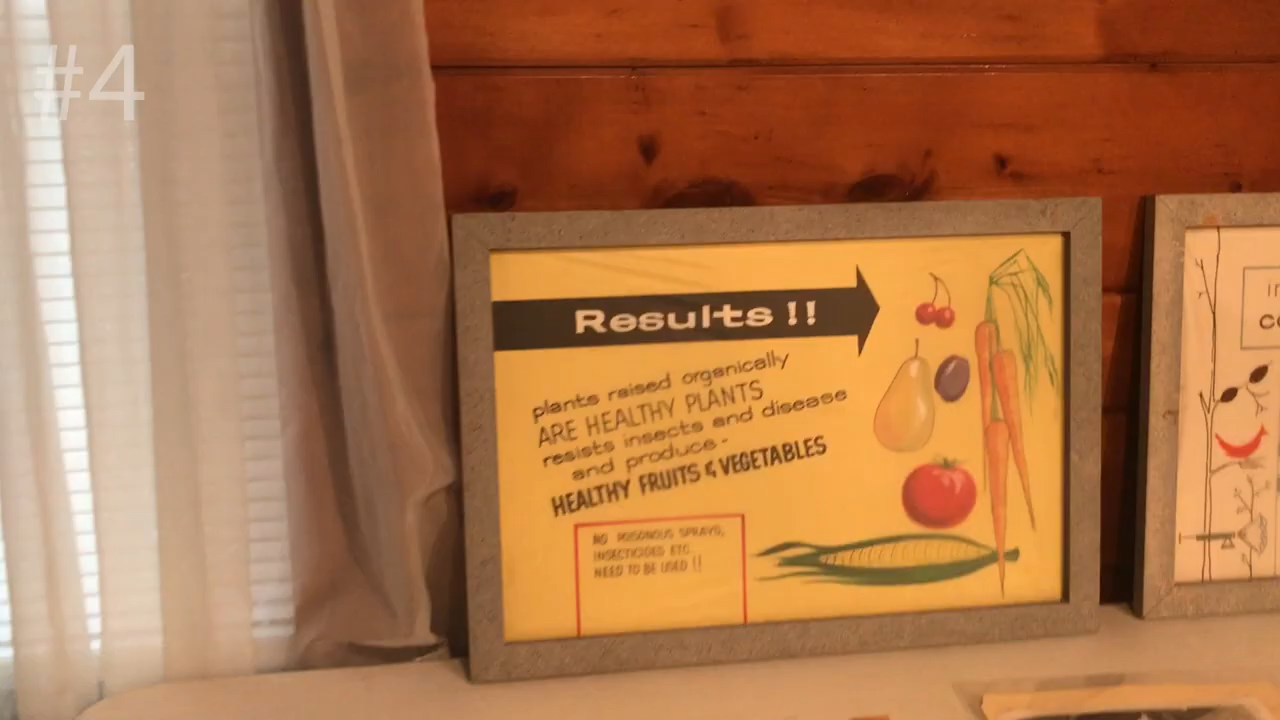 #4
Results !!
plants raised organically
ARE HEALTHY PLANTS
resists insects and disease
and produce -
HEALTHY FRUITS & VEGETABLES
NO POISONOUS SPRAYS,
INSECTICIDES ETC.
NEED TO BE USED !!